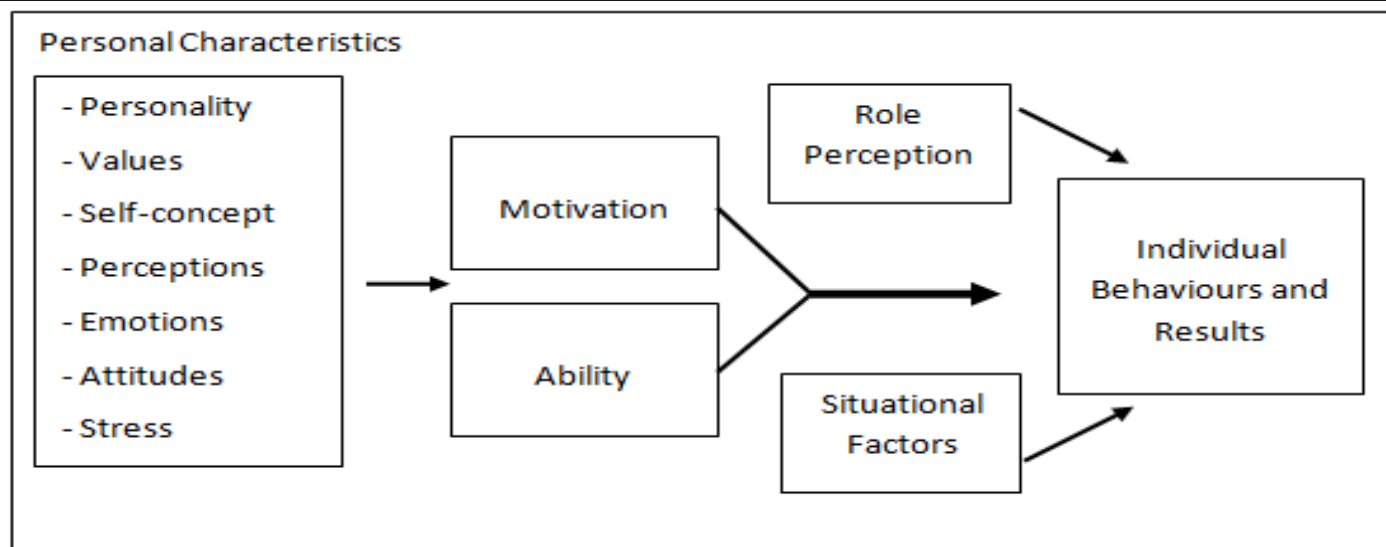 Personal Characteristics
- Personality
- Values
- Self-concept
- Perceptions
- Emotions
- Attitudes
- Stress
Motivation
Ability
Role
Perception
Situational
Factors
Individual
Behaviours and
Results